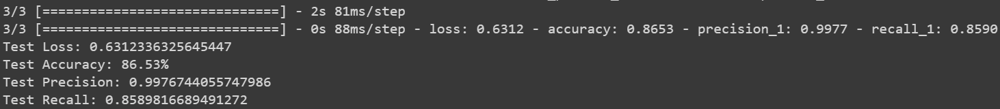 3/3 [==============================] - 2s 81ms/step
3/3 [==============================] - 0s 88ms/step - loss: 0.6312 - accuracy: 0.8653 - precision_1: 0.9977 - recall_1: 0.8590
Test Loss: 0.6312336325645447
Test Accuracy: 86.53%
Test Precision: 0.9976744055747986
Test Recall: 0.8589816689491272